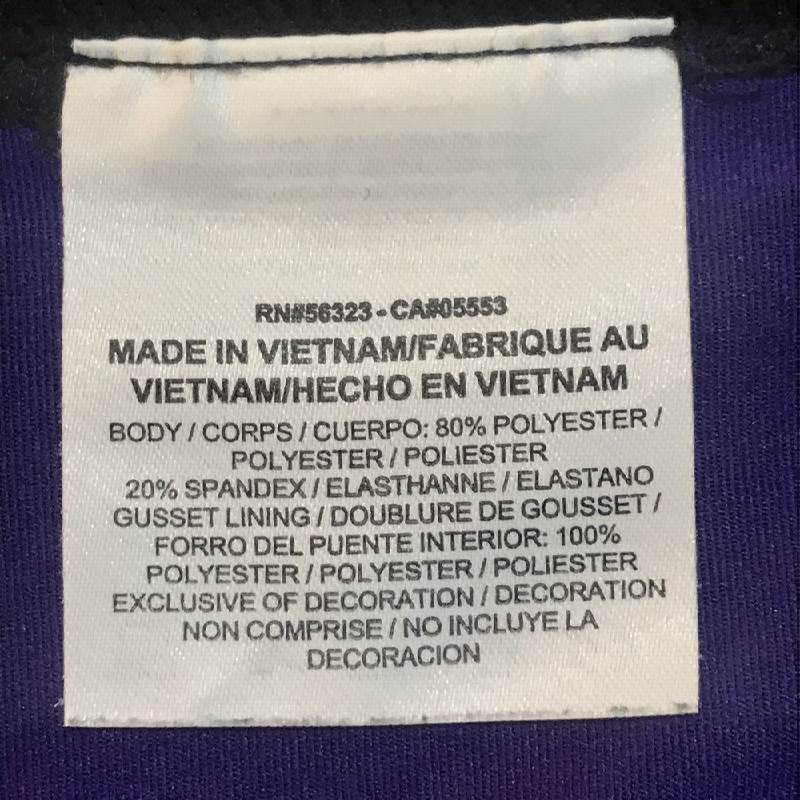 RN#56323 - CA#05553
MADE IN VIETNAM/FABRIQUE AU
VIETNAM/HECHO EN VIETNAM
BODY / CORPS / CUERPO: 80% POLYESTER /
POLYESTER / POLIESTER
20% SPANDEX / ELASTHANNE / ELASTANO
GUSSET LINING / DOUBLURE DE GOUSSET /
FORRO DEL PUENTE INTERIOR: 100%
POLYESTER / POLYESTER / POLIESTER
EXCLUSIVE OF DECORATION / DECORATION
NON COMPRISE / NO INCLUYE LA
DECORACION